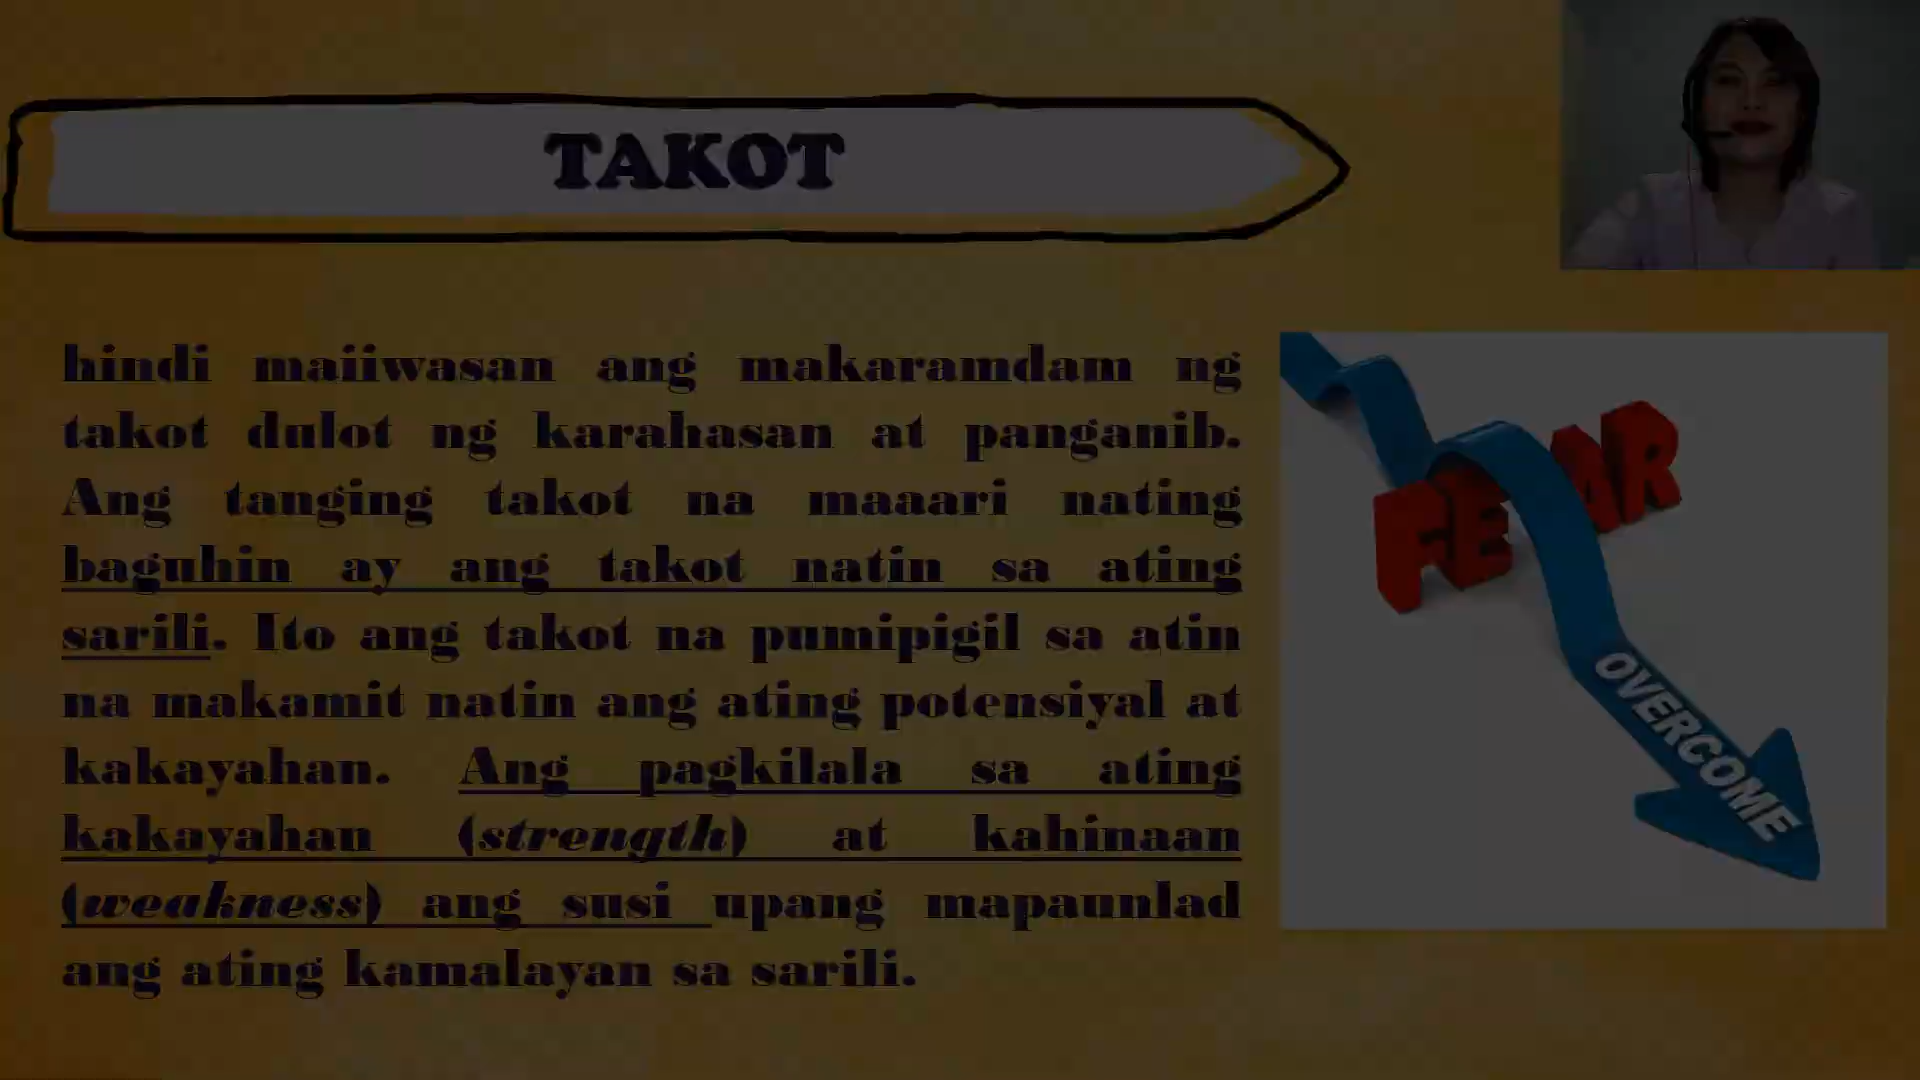 TAKOT
hindi maiiwasan ang makaramdam ng
takot dulot ng karahasan at panganib.
Ang tanging takot na maaari nating
baguhin ay ang takot natin sa ating
sarili. Ito ang takot na pumipigil sa atin
na makamit natin ang ating potensiyal at
kakayahan. Ang pagkilala sa ating
kakayahan (strength) at kahinaan
(weakness) ang susi upang mapaunlad
ang ating kamalayan sa sarili.
FEAR
OVERCOME